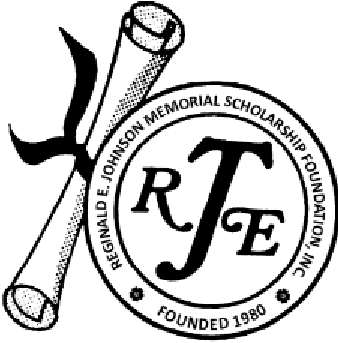 REGINALD E. JOHNSON MEMORIAL SCHOLARSHIP FOUNDATION, INC
RJE
FOUNDED 1980